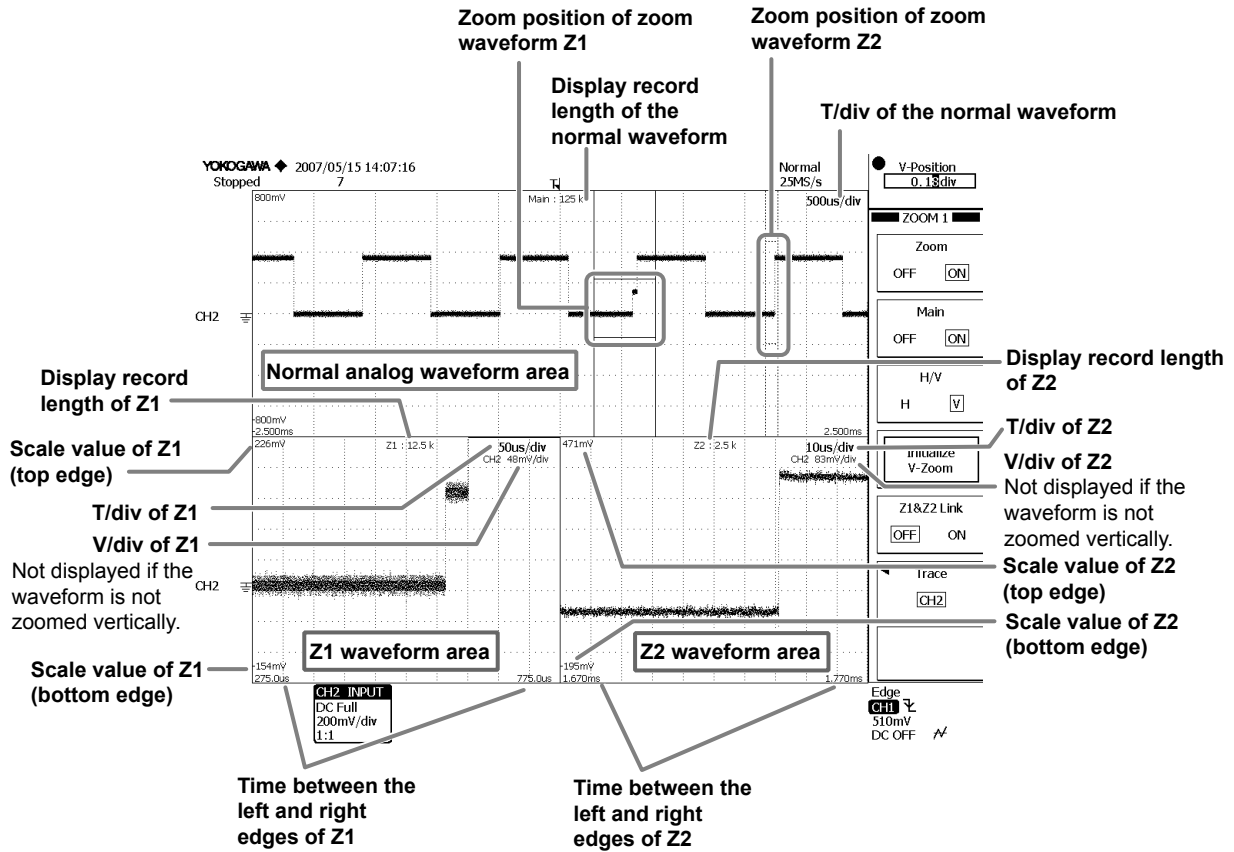 Zoom position of zoom
waveform Z1
Zoom position of zoom
waveform Z2
Display record
length of the
normal waveform
T/div of the normal waveform
YOKOGAWA ◆ 2007/05/15 14:07:16
Stopped 7
Normal
25MS/s
V-Position
0.13div
800mV
Main : 125 k
500us/div
ZOOM 1
Zoom
OFF ON
Main
OFF ON
H/V
H V
Initialize
V-Zoom
Z1&Z2 Link
OFF ON
Trace
CH2
CH2
Normal analog waveform area
-800mV
-2.500ms
2.500ms
Display record
length of Z1
Scale value of Z1
(top edge)
T/div of Z1
V/div of Z1
Not displayed if the
waveform is not
zoomed vertically.
Scale value of Z1
(bottom edge)
226mV
Z1 : 12.5 k
50us/div
CH2 48mV/div
471mV
Z2 : 2.5 k
10us/div
CH2 83mV/div
CH2
Z1 waveform area
Z2 waveform area
-154mV
275.0us
775.0us
-195mV
1.670ms
1.770ms
Display record length
of Z2
T/div of Z2
V/div of Z2
Not displayed if the
waveform is not
zoomed vertically.
Scale value of Z2
(top edge)
Scale value of Z2
(bottom edge)
CH2 INPUT
DC Full
200mV/div
1:1
Edge
CH1
510mV
DC OFF
Time between the
left and right
edges of Z1
Time between the
left and right
edges of Z2